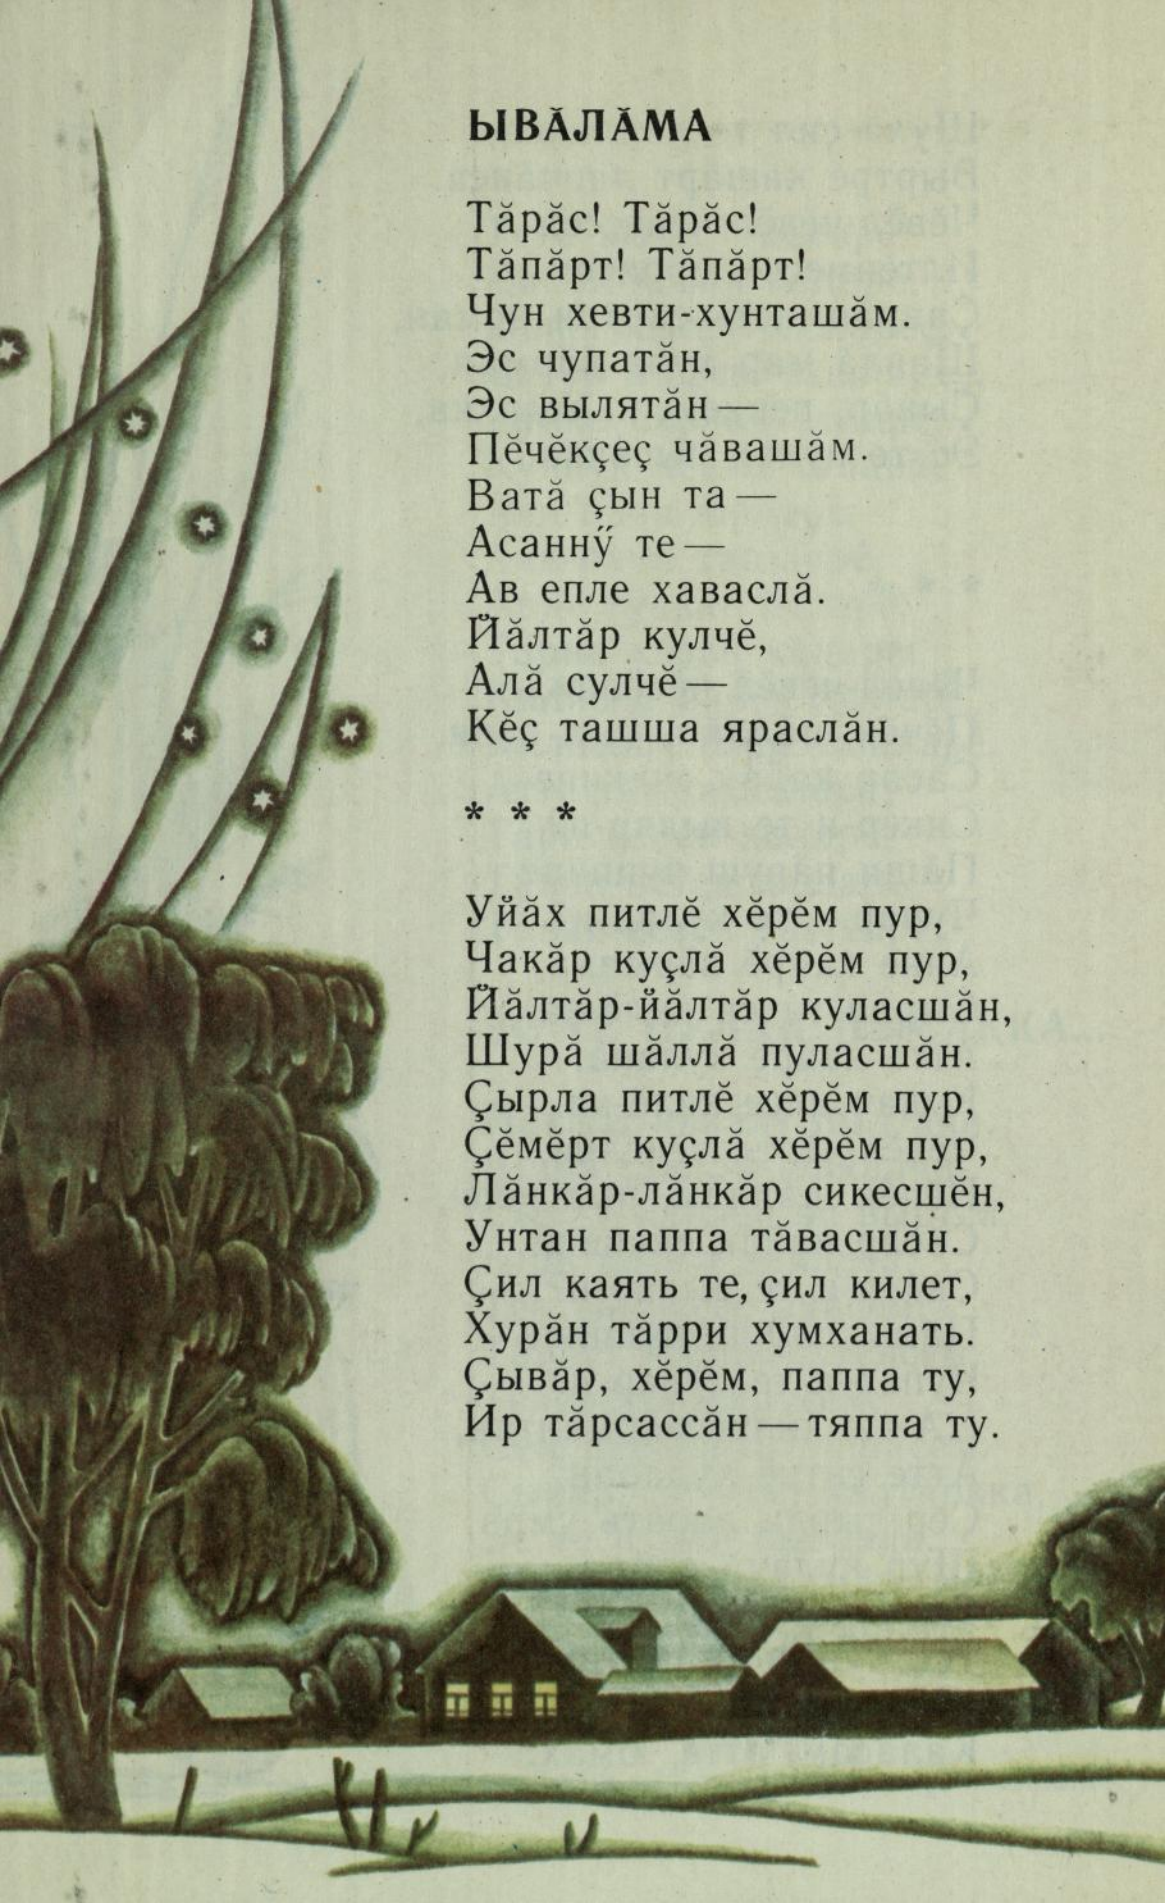 ЫВӐЛӐМА
Тӑрӑс! Тӑрӑс!
Тӑпӑрт! Тӑпӑрт!
Чун хевти-хунташӑм.
Эс чупатӑн,
Эс вылятӑн —
Пӗчӗкҫеҫ чӑвашӑм.
Ватӑ ҫын та —
Асаннӳ те —
Ав епле хаваслӑ.
Йӑлтӑр кулчӗ,
Алӑ сулчӗ —
Кӗҫ ташша яраслӑн.
* * *
Уйӑх питлӗ хӗрӗм пур,
Чакӑр куҫлӑ хӗрӗм пур,
Йӑлтӑр-йӑлтӑр куласшӑн,
Шурӑ шӑллӑ пуласшӑн.
Ҫырла питлӗ хӗрӗм пур,
Ҫӗмӗрт куҫлӑ хӗрӗм пур,
Лӑнкӑр-лӑнкӑр сикесшӗн,
Унтан паппа тӑвасшӑн.
Ҫил каять те, ҫил килет,
Хурӑн тӑрри хумханать.
Ҫывӑр, хӗрӗм, паппа ту,
Ир тӑрсассӑн — тяппа ту.